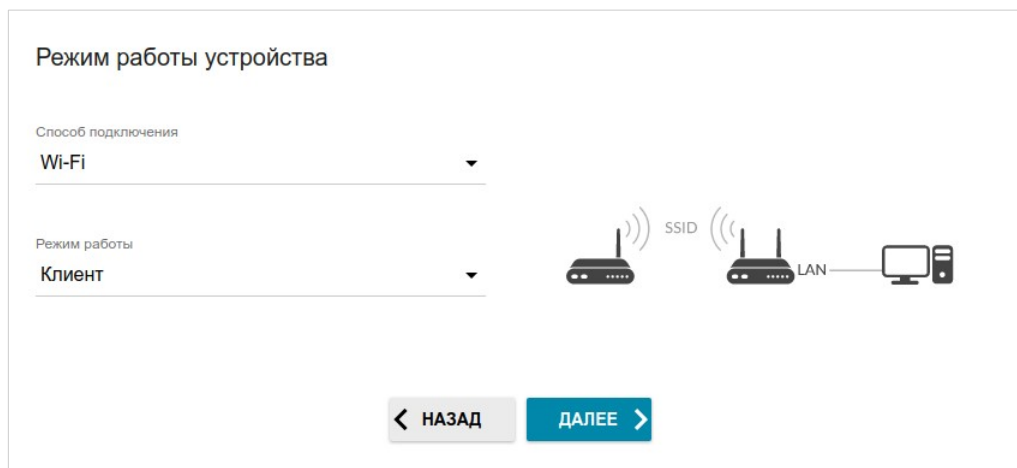 Режим работы устройства
Способ подключения
Wi-Fi
Режим работы
Клиент
SSID
LAN
НАЗАД
ДАЛЕЕ